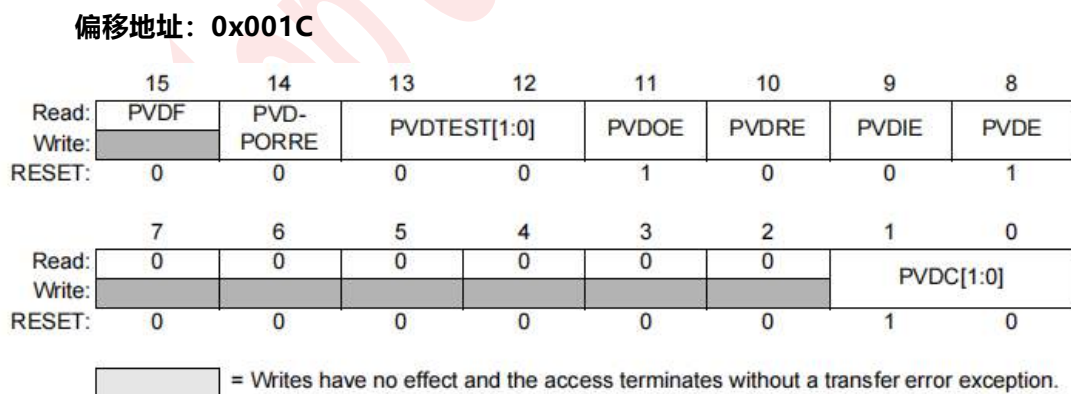 偏移地址：0x001C
15 14 13 12 11 10 9 8
Read: PVDF PVD-PORRE PVDTEST[1:0] PVDOE PVDRE PVDIE PVDE
Write:
RESET: 0 0 0 0 1 0 0 1
7 6 5 4 3 2 1 0
Read: 0 0 0 0 0 0 PVDC[1:0]
Write:
RESET: 0 0 0 0 0 0 1 0
= Writes have no effect and the access terminates without a transfer error exception.